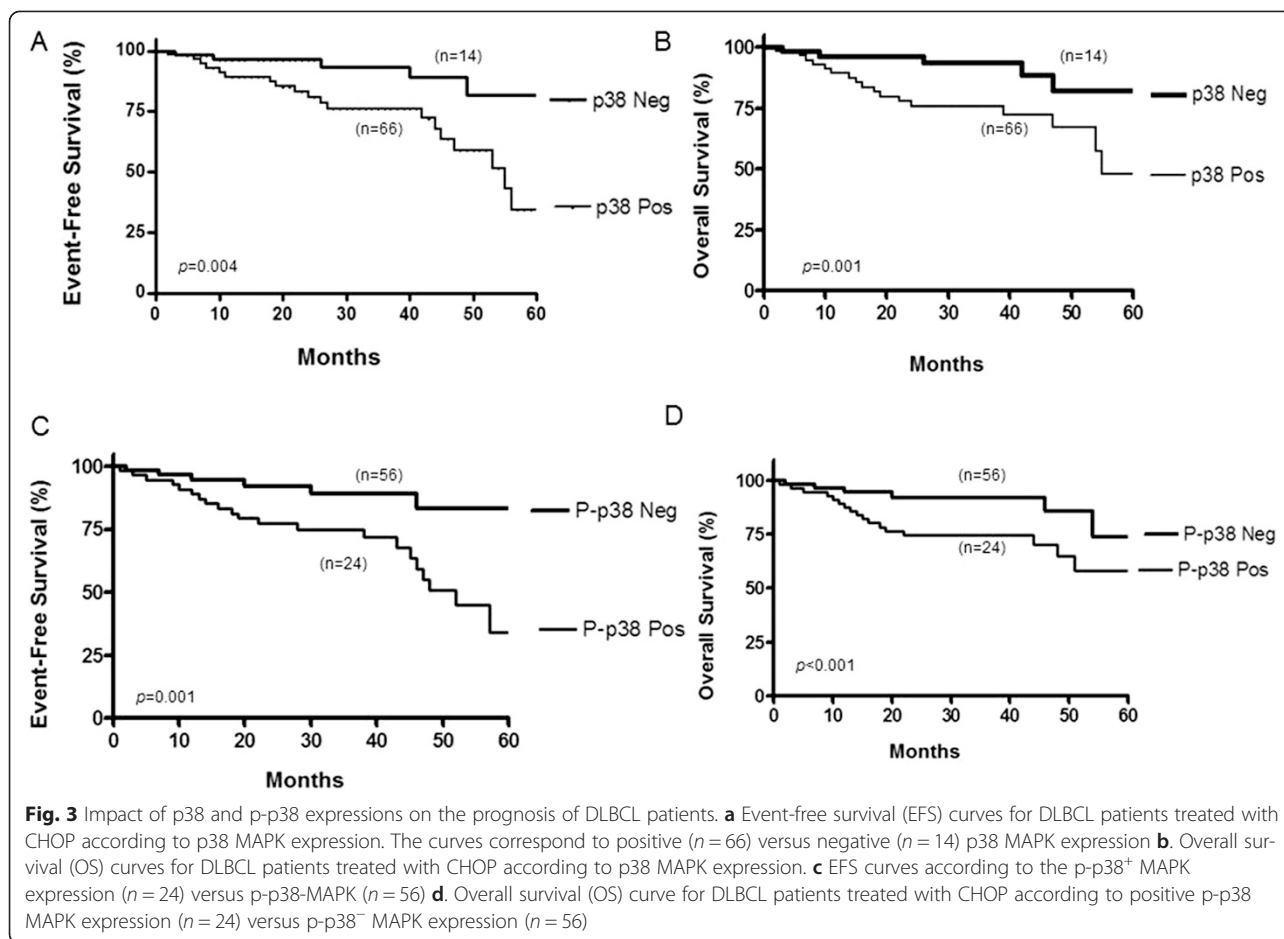 A
Event-Free Survival (%)
100
75
50
25
0
(n=14)
p38 Neg
(n=66)
p38 Pos
p=0.004
0 10 20 30 40 50 60
Months
B
Overall Survival (%)
100
75
50
25
0
(n=14)
p38 Neg
(n=66)
p38 Pos
p=0.001
0 10 20 30 40 50 60
Months
C
Event-Free Survival (%)
100
75
50
25
0
(n=56)
P-p38 Neg
(n=24)
P-p38 Pos
p=0.001
0 10 20 30 40 50 60
Months
D
Overall Survival (%)
100
75
50
25
0
(n=56)
P-p38 Neg
(n=24)
P-p38 Pos
p<0.001
0 10 20 30 40 50 60
Months
Fig. 3 Impact of p38 and p-p38 expressions on the prognosis of DLBCL patients. a Event-free survival (EFS) curves for DLBCL patients treated with
CHOP according to p38 MAPK expression. The curves correspond to positive (n = 66) versus negative (n = 14) p38 MAPK expression b. Overall sur-
vival (OS) curves for DLBCL patients treated with CHOP according to p38 MAPK expression. c EFS curves according to the p-p38⁺ MAPK
expression (n = 24) versus p-p38-MAPK (n = 56) d. Overall survival (OS) curve for DLBCL patients treated with CHOP according to positive p-p38
MAPK expression (n = 24) versus p-p38⁻ MAPK expression (n = 56)